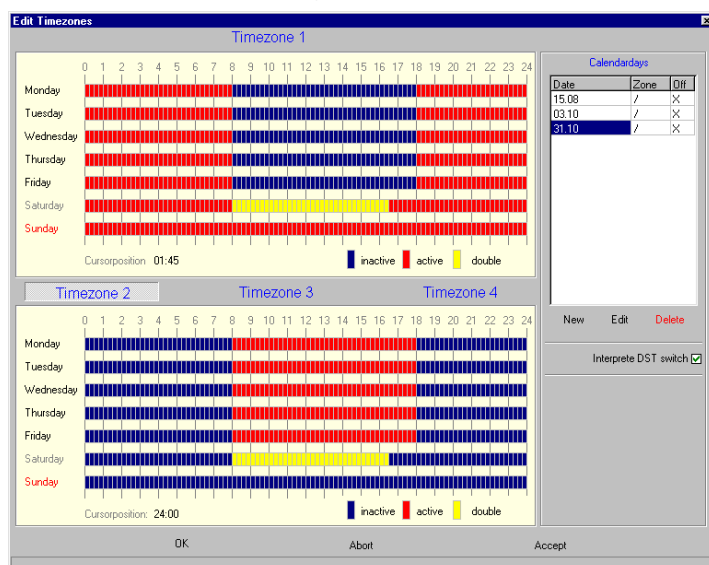 Edit Timezones
Timezone 1
0 1 2 3 4 5 6 7 8 9 10 11 12 13 14 15 16 17 18 19 20 21 22 23 24
Monday
Tuesday
Wednesday
Thursday
Friday
Saturday
Sunday
Cursorposition 01:45
inactive active double
Timezone 2 Timezone 3 Timezone 4
0 1 2 3 4 5 6 7 8 9 10 11 12 13 14 15 16 17 18 19 20 21 22 23 24
Monday
Tuesday
Wednesday
Thursday
Friday
Saturday
Sunday
Cursorposition: 24:00
inactive active double
Calendardays
Date Zone Off
15.08 / X
03.10 / X
31.10 / X
New Edit Delete
Interprete DST switch
OK Abort Accept